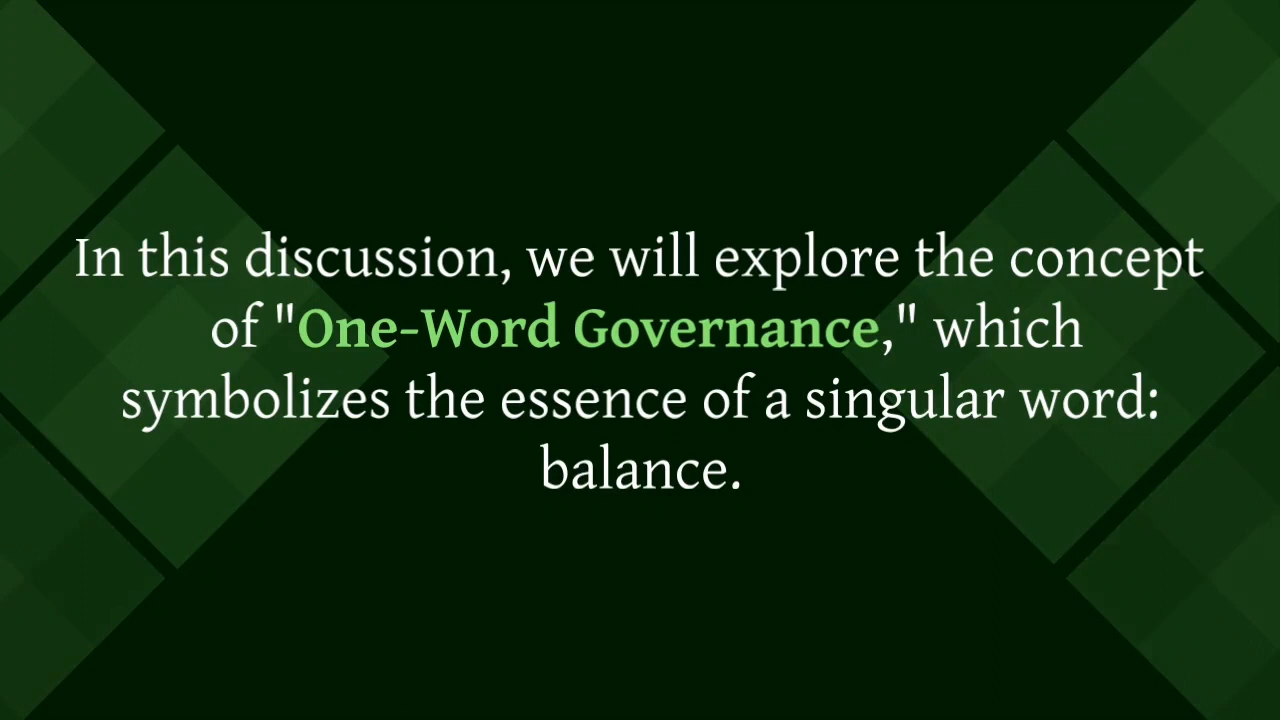 In this discussion, we will explore the concept
of "One-Word Governance," which
symbolizes the essence of a singular word:
balance.